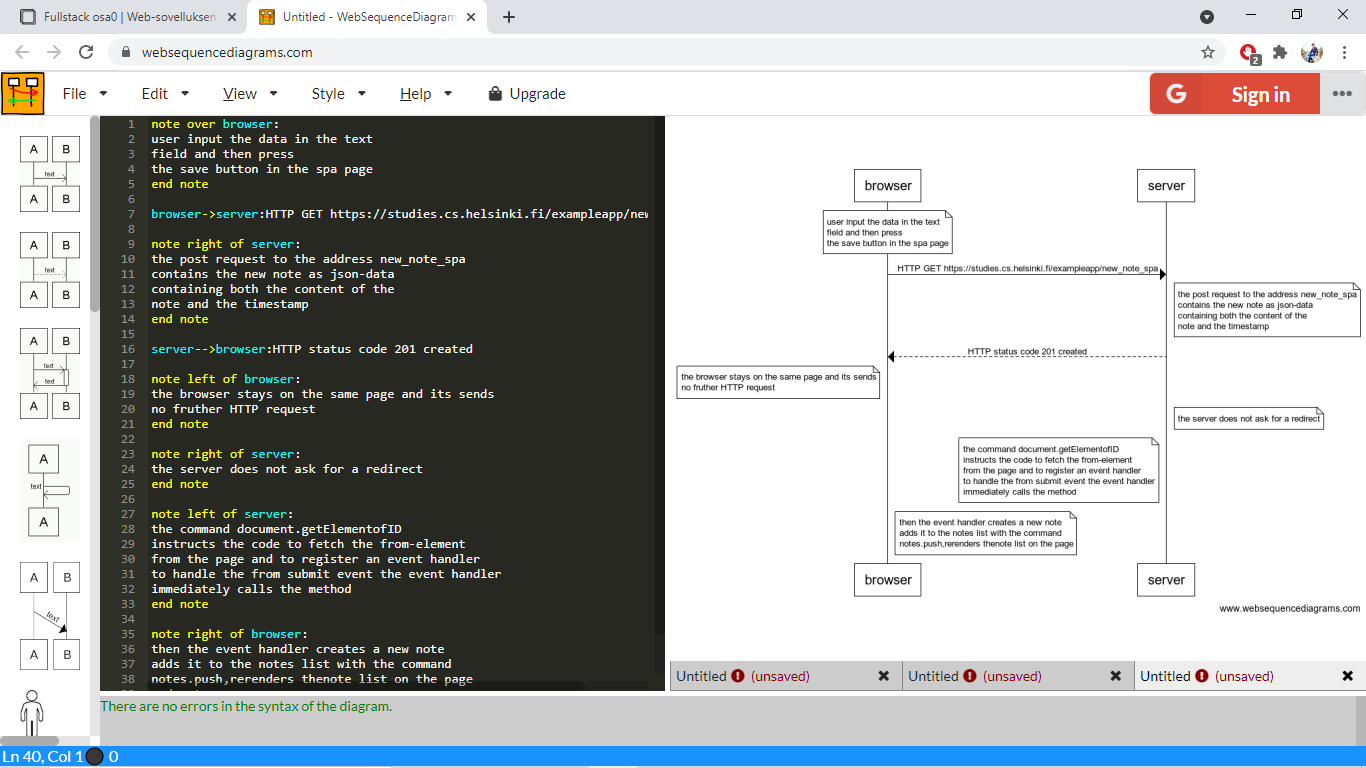 Fullstack osa0 | Web-sovelluksen
Untitled - WebSequenceDiagram
websequencediagrams.com
2
File
Edit
View
Style
Help
Upgrade
G
Sign in
A B
text
A B
A B
text
A B
A B
text
text
A B
A
text
A
A B
text
A B
1 note over browser:
2 user input the data in the text
3 field and then press
4 the save button in the spa page
5 end note
6
7 browser->server:HTTP GET https://studies.cs.helsinki.fi/exampleapp/new
8
9 note right of server:
10 the post request to the address new_note_spa
11 contains the new note as json-data
12 containing both the content of the
13 note and the timestamp
14 end note
15
16 server-->browser:HTTP status code 201 created
17
18 note left of browser:
19 the browser stays on the same page and its sends
20 no fruther HTTP request
21 end note
22
23 note right of server:
24 the server does not ask for a redirect
25 end note
26
27 note left of server:
28 the command document.getElementofID
29 instructs the code to fetch the from-element
30 from the page and to register an event handler
31 to handle the from submit event the event handler
32 immediately calls the method
33 end note
34
35 note right of browser:
36 then the event handler creates a new note
37 adds it to the notes list with the command
38 notes.push,rerenders thenote list on the page
browser
server
user input the data in the text
field and then press
the save button in the spa page
HTTP GET https://studies.cs.helsinki.fi/exampleapp/new_note_spa
the post request to the address new_note_spa
contains the new note as json-data
containing both the content of the
note and the timestamp
HTTP status code 201 created
the browser stays on the same page and its sends
no fruther HTTP request
the server does not ask for a redirect
the command document.getElementofID
instructs the code to fetch the from-element
from the page and to register an event handler
to handle the from submit event the event handler
immediately calls the method
then the event handler creates a new note
adds it to the notes list with the command
notes.push,rerenders thenote list on the page
browser
server
www.websequencediagrams.com
Untitled (unsaved)
Untitled (unsaved)
Untitled (unsaved)
There are no errors in the syntax of the diagram.
Ln 40, Col 1 0